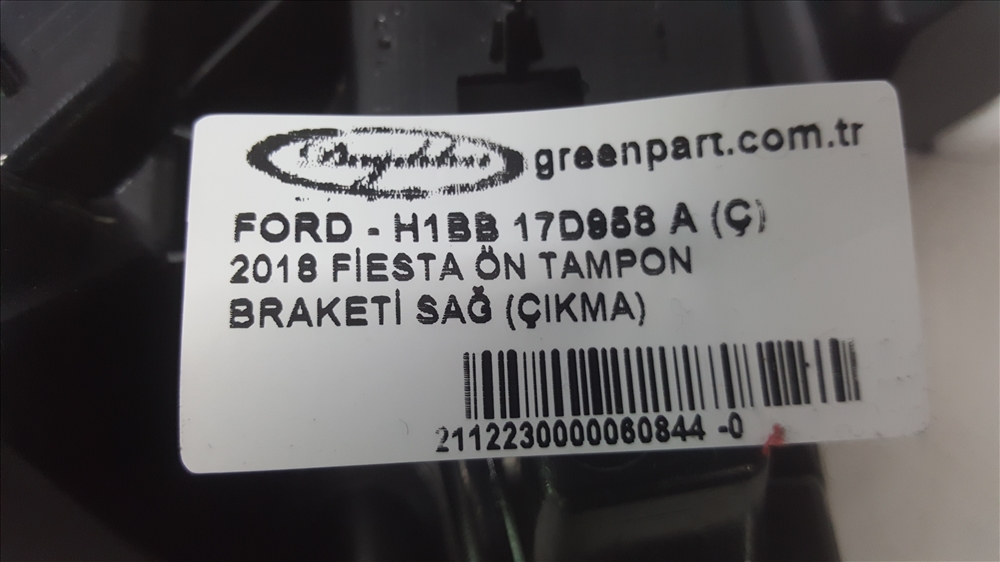 greenpart.com.tr
FORD - H1BB 17D958 A (Ç)
2018 FİESTA ÖN TAMPON
BRAKETİ SAĞ (ÇIKMA)
2112230000060844 -0